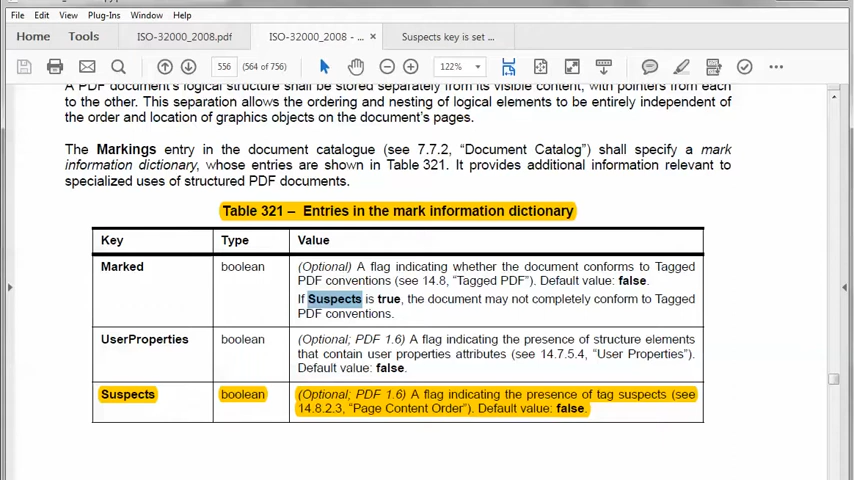 File Edit View Plug-Ins Window Help
Home Tools ISO-32000_2008.pdf ISO-32000_2008 - ... × Suspects key is set ...
556 (564 of 756) 122%
A PDF document's logical structure shall be stored separately from its visible content, with pointers from each
to the other. This separation allows the ordering and nesting of logical elements to be entirely independent of
the order and location of graphics objects on the document's pages.
The Markings entry in the document catalogue (see 7.7.2, “Document Catalog”) shall specify a mark
information dictionary, whose entries are shown in Table 321. It provides additional information relevant to
specialized uses of structured PDF documents.
Table 321 – Entries in the mark information dictionary
Key Type Value
Marked boolean (Optional) A flag indicating whether the document conforms to Tagged
PDF conventions (see 14.8, “Tagged PDF”). Default value: false.
If Suspects is true, the document may not completely conform to Tagged
PDF conventions.
UserProperties boolean (Optional; PDF 1.6) A flag indicating the presence of structure elements
that contain user properties attributes (see 14.7.5.4, “User Properties”).
Default value: false.
Suspects boolean (Optional; PDF 1.6) A flag indicating the presence of tag suspects (see
14.8.2.3, “Page Content Order”). Default value: false.